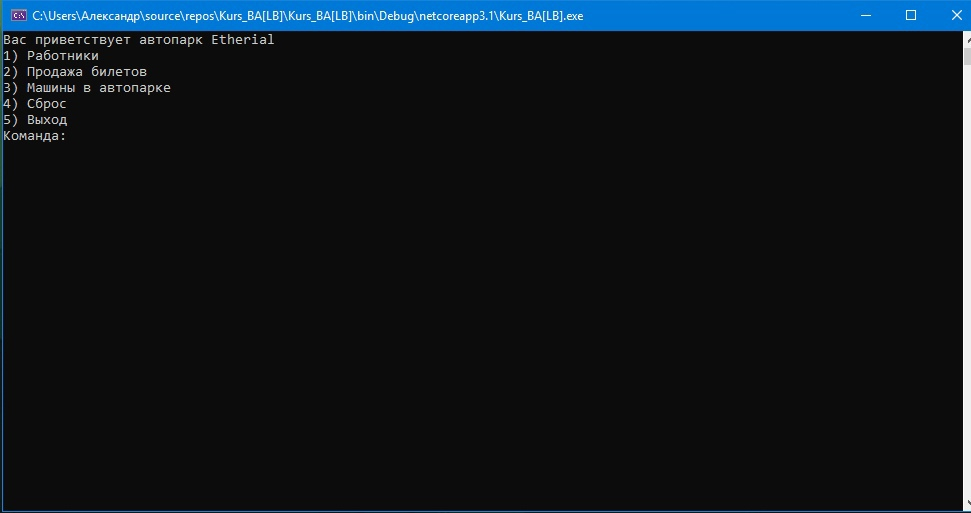 C:\Users\Александр\source\repos\Kurs_BA[LB]\Kurs_BA[LB]\bin\Debug\netcoreapp3.1\Kurs_BA[LB].exe
Вас приветствует автопарк Etherial
1) Работники
2) Продажа билетов
3) Машины в автопарке
4) Сброс
5) Выход
Команда: